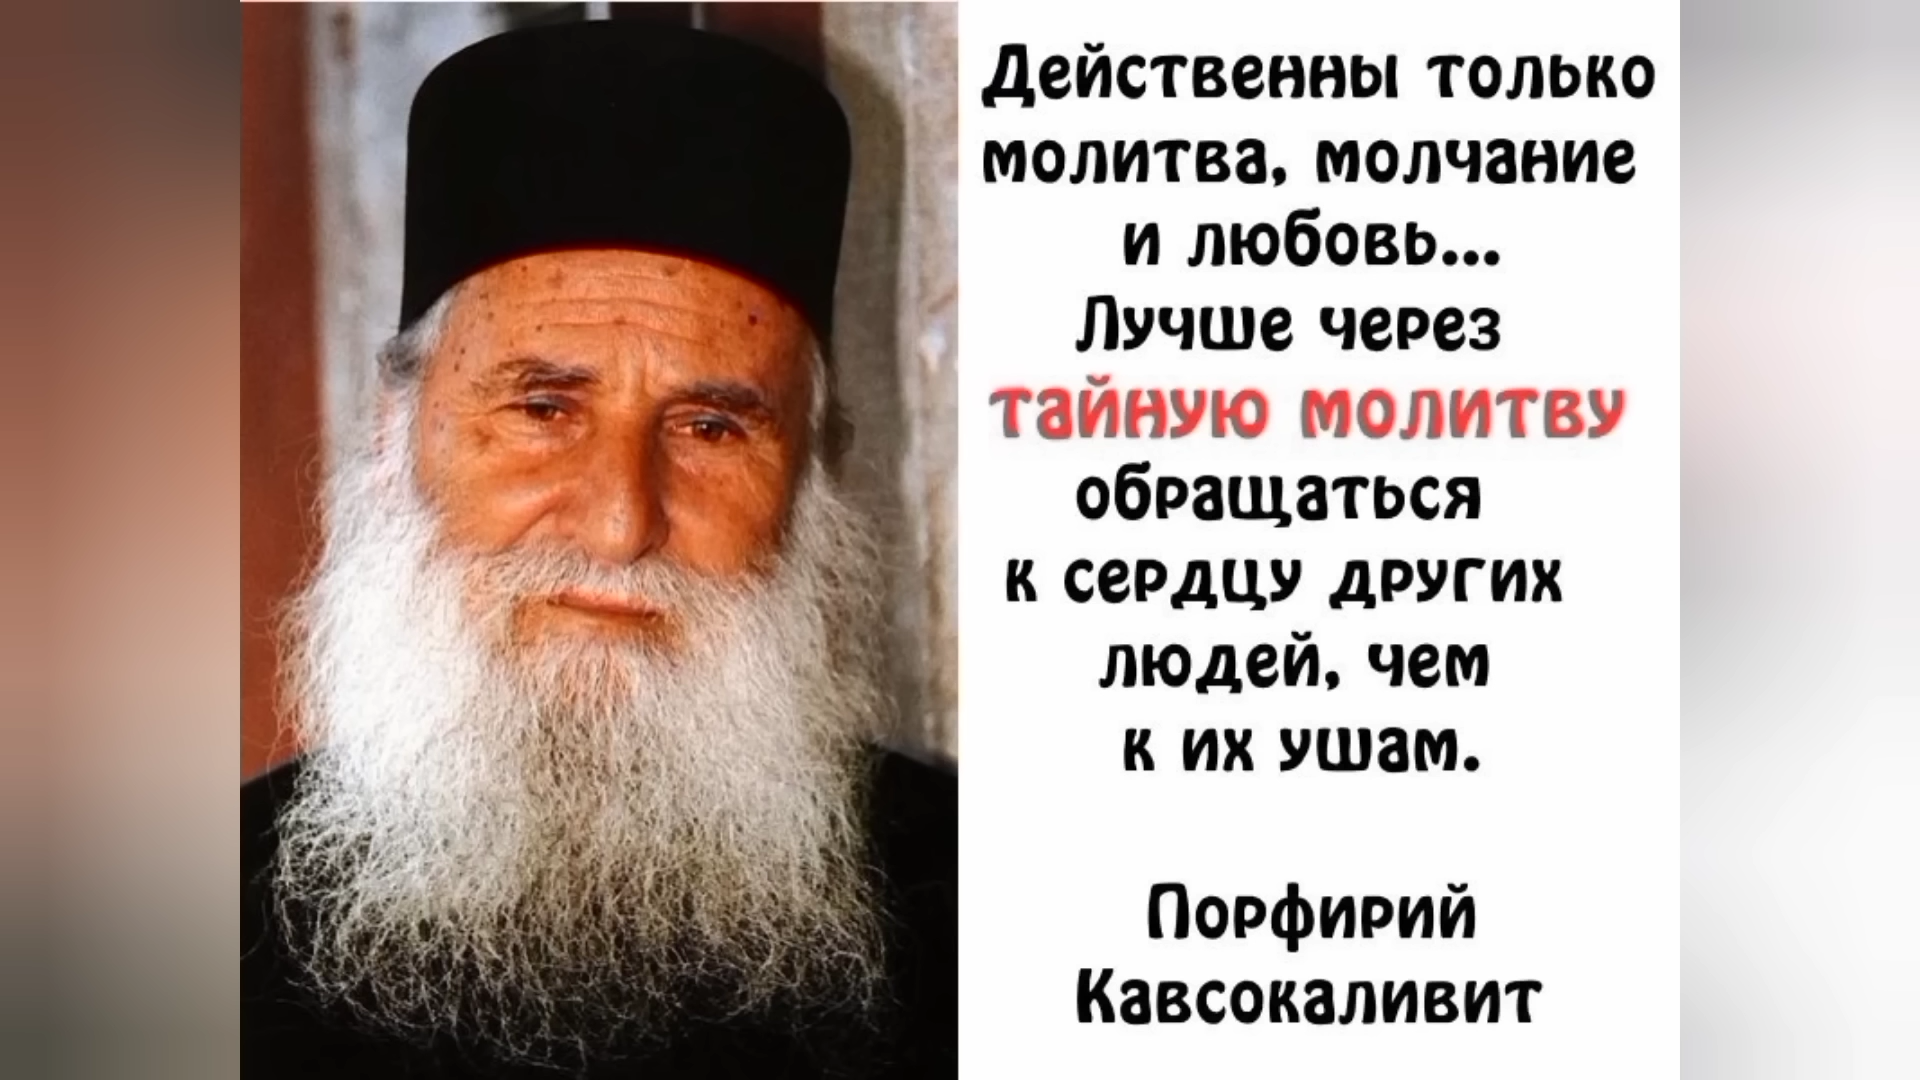 Действенны только
молитва, молчание
и любовь...
Лучше через
тайную молитву
обращаться
к сердцу других
людей, чем
к их ушам.
Порфирий
Кавсокаливит